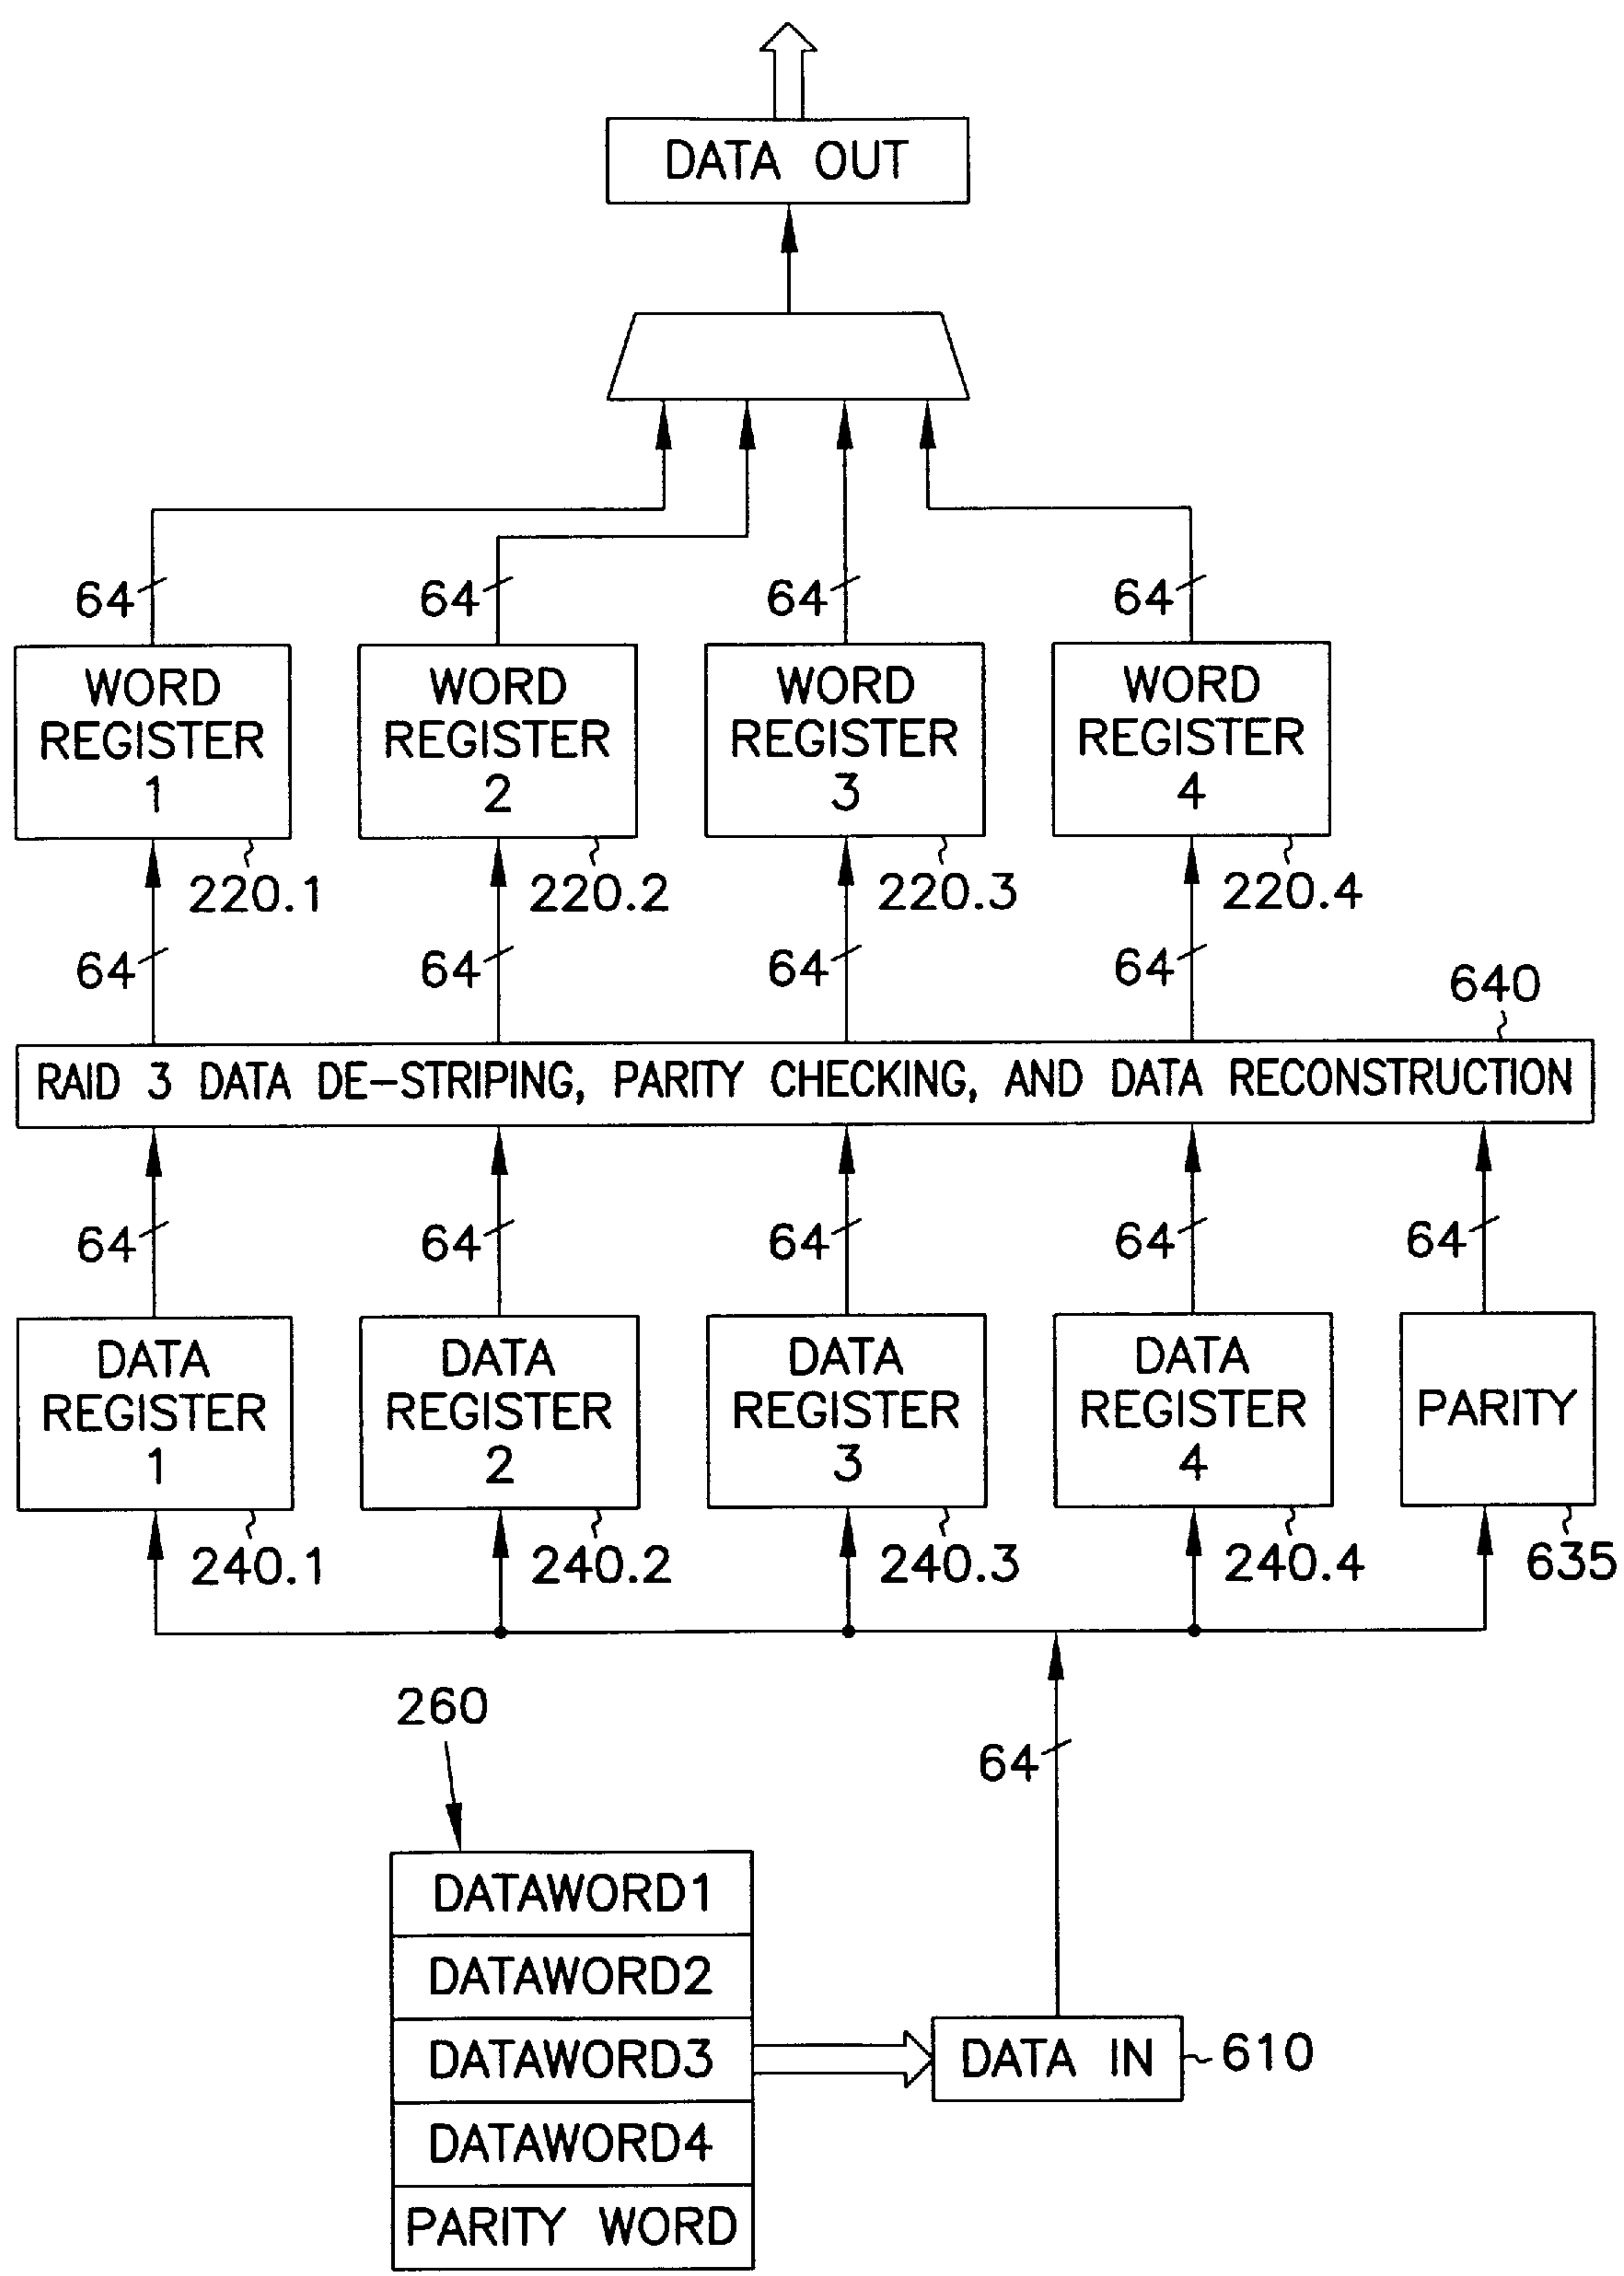 DATA OUT
64 64 64 64
WORD REGISTER 1
WORD REGISTER 2
WORD REGISTER 3
WORD REGISTER 4
220.1 220.2 220.3 220.4
64 64 64 64
640
RAID 3 DATA DE-STRIPING, PARITY CHECKING, AND DATA RECONSTRUCTION
64 64 64 64 64
DATA REGISTER 1
DATA REGISTER 2
DATA REGISTER 3
DATA REGISTER 4
PARITY
240.1 240.2 240.3 240.4 635
260
64
DATAWORD1
DATAWORD2
DATAWORD3
DATA IN 610
DATAWORD4
PARITY WORD